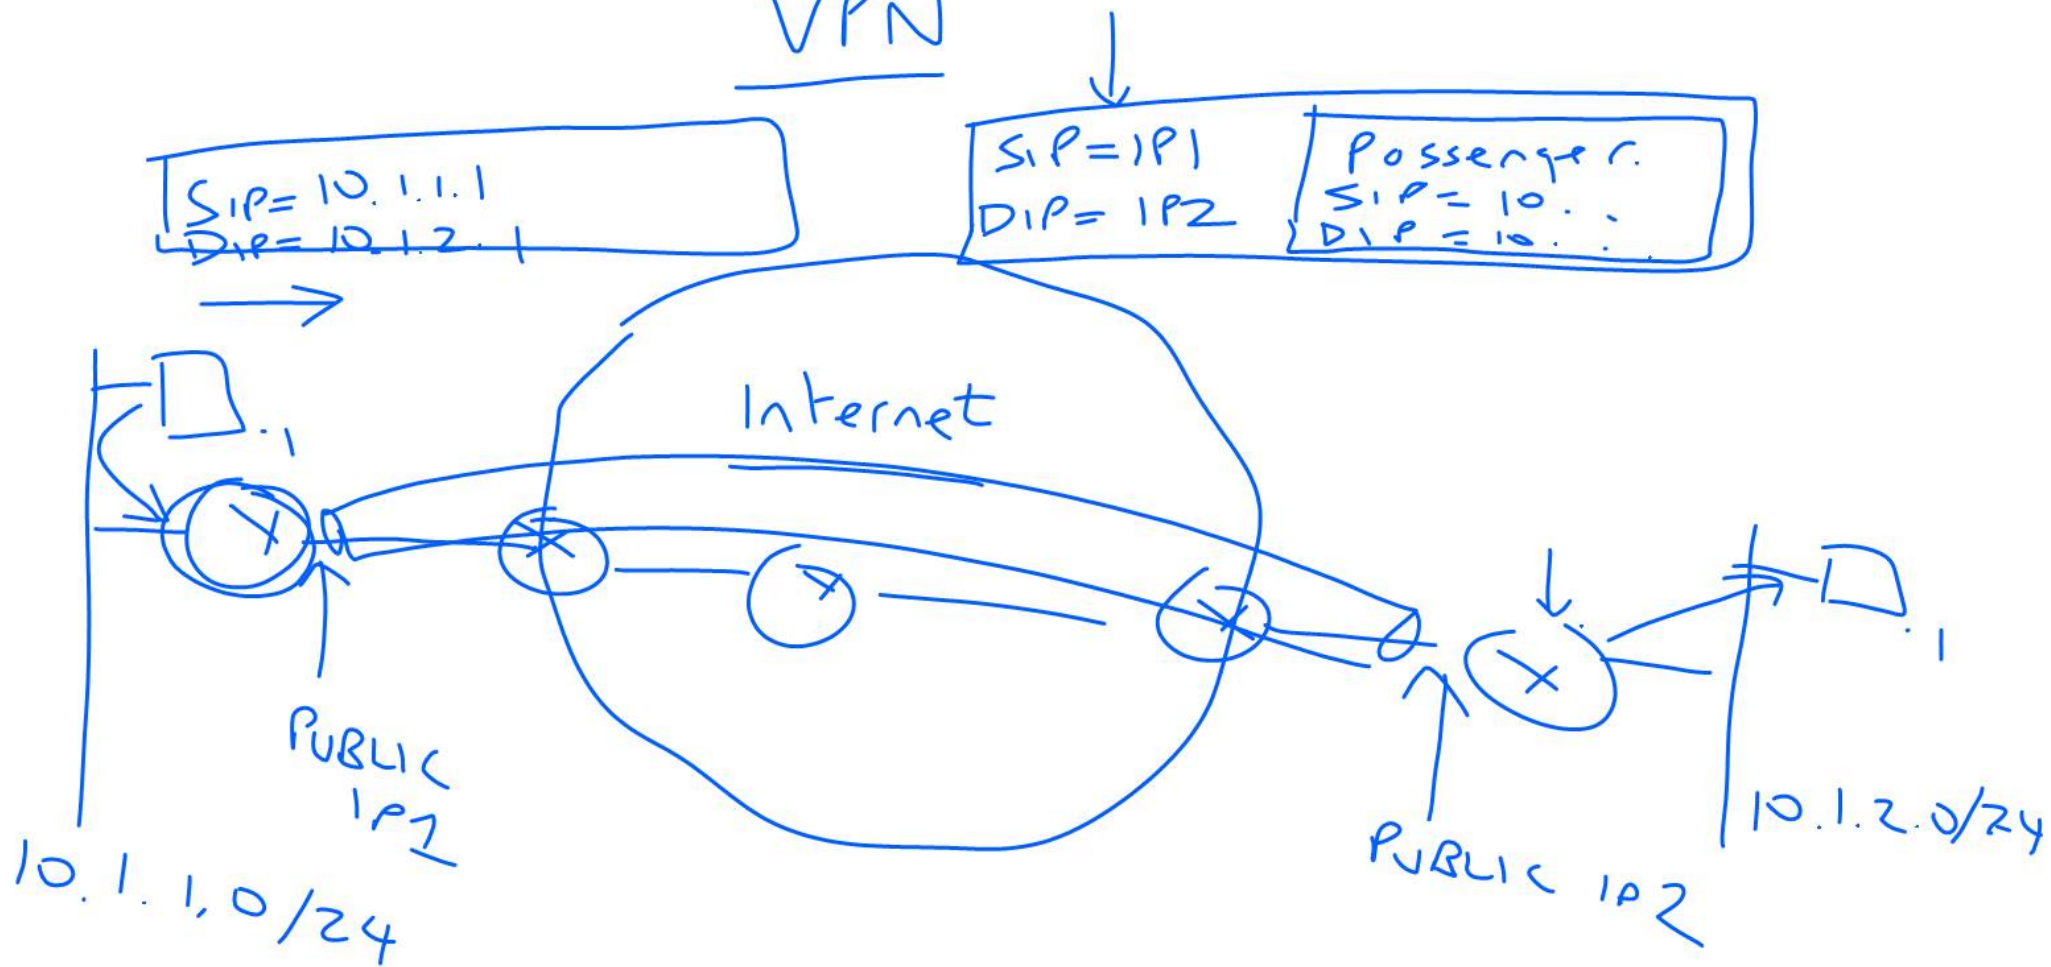 VPN
SIP= 10.1.1.1
DIP= 10.1.2.1
SIP=IP1
DIP= IP2
Possenger.
SIP= 10. . .
DIP=10. . .
Internet
.1
.1
PUBLIC
IP1
PUBLIC IP2
10.1.1.0/24
10.1.2.0/24